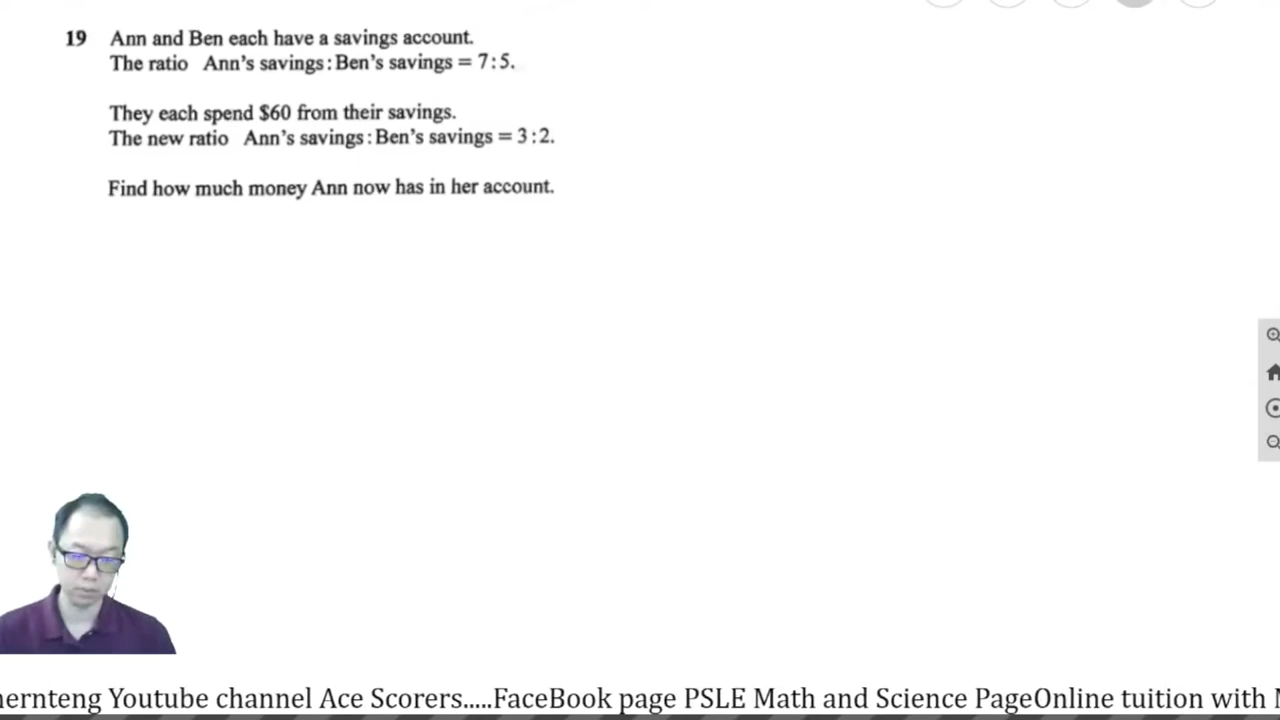 19 Ann and Ben each have a savings account.
The ratio Ann's savings : Ben's savings = 7 : 5.
They each spend $60 from their savings.
The new ratio Ann's savings : Ben's savings = 3 : 2.
Find how much money Ann now has in her account.
Youtube channel Ace Scorers.....FaceBook page PSLE Math and Science PageOnline tuition with